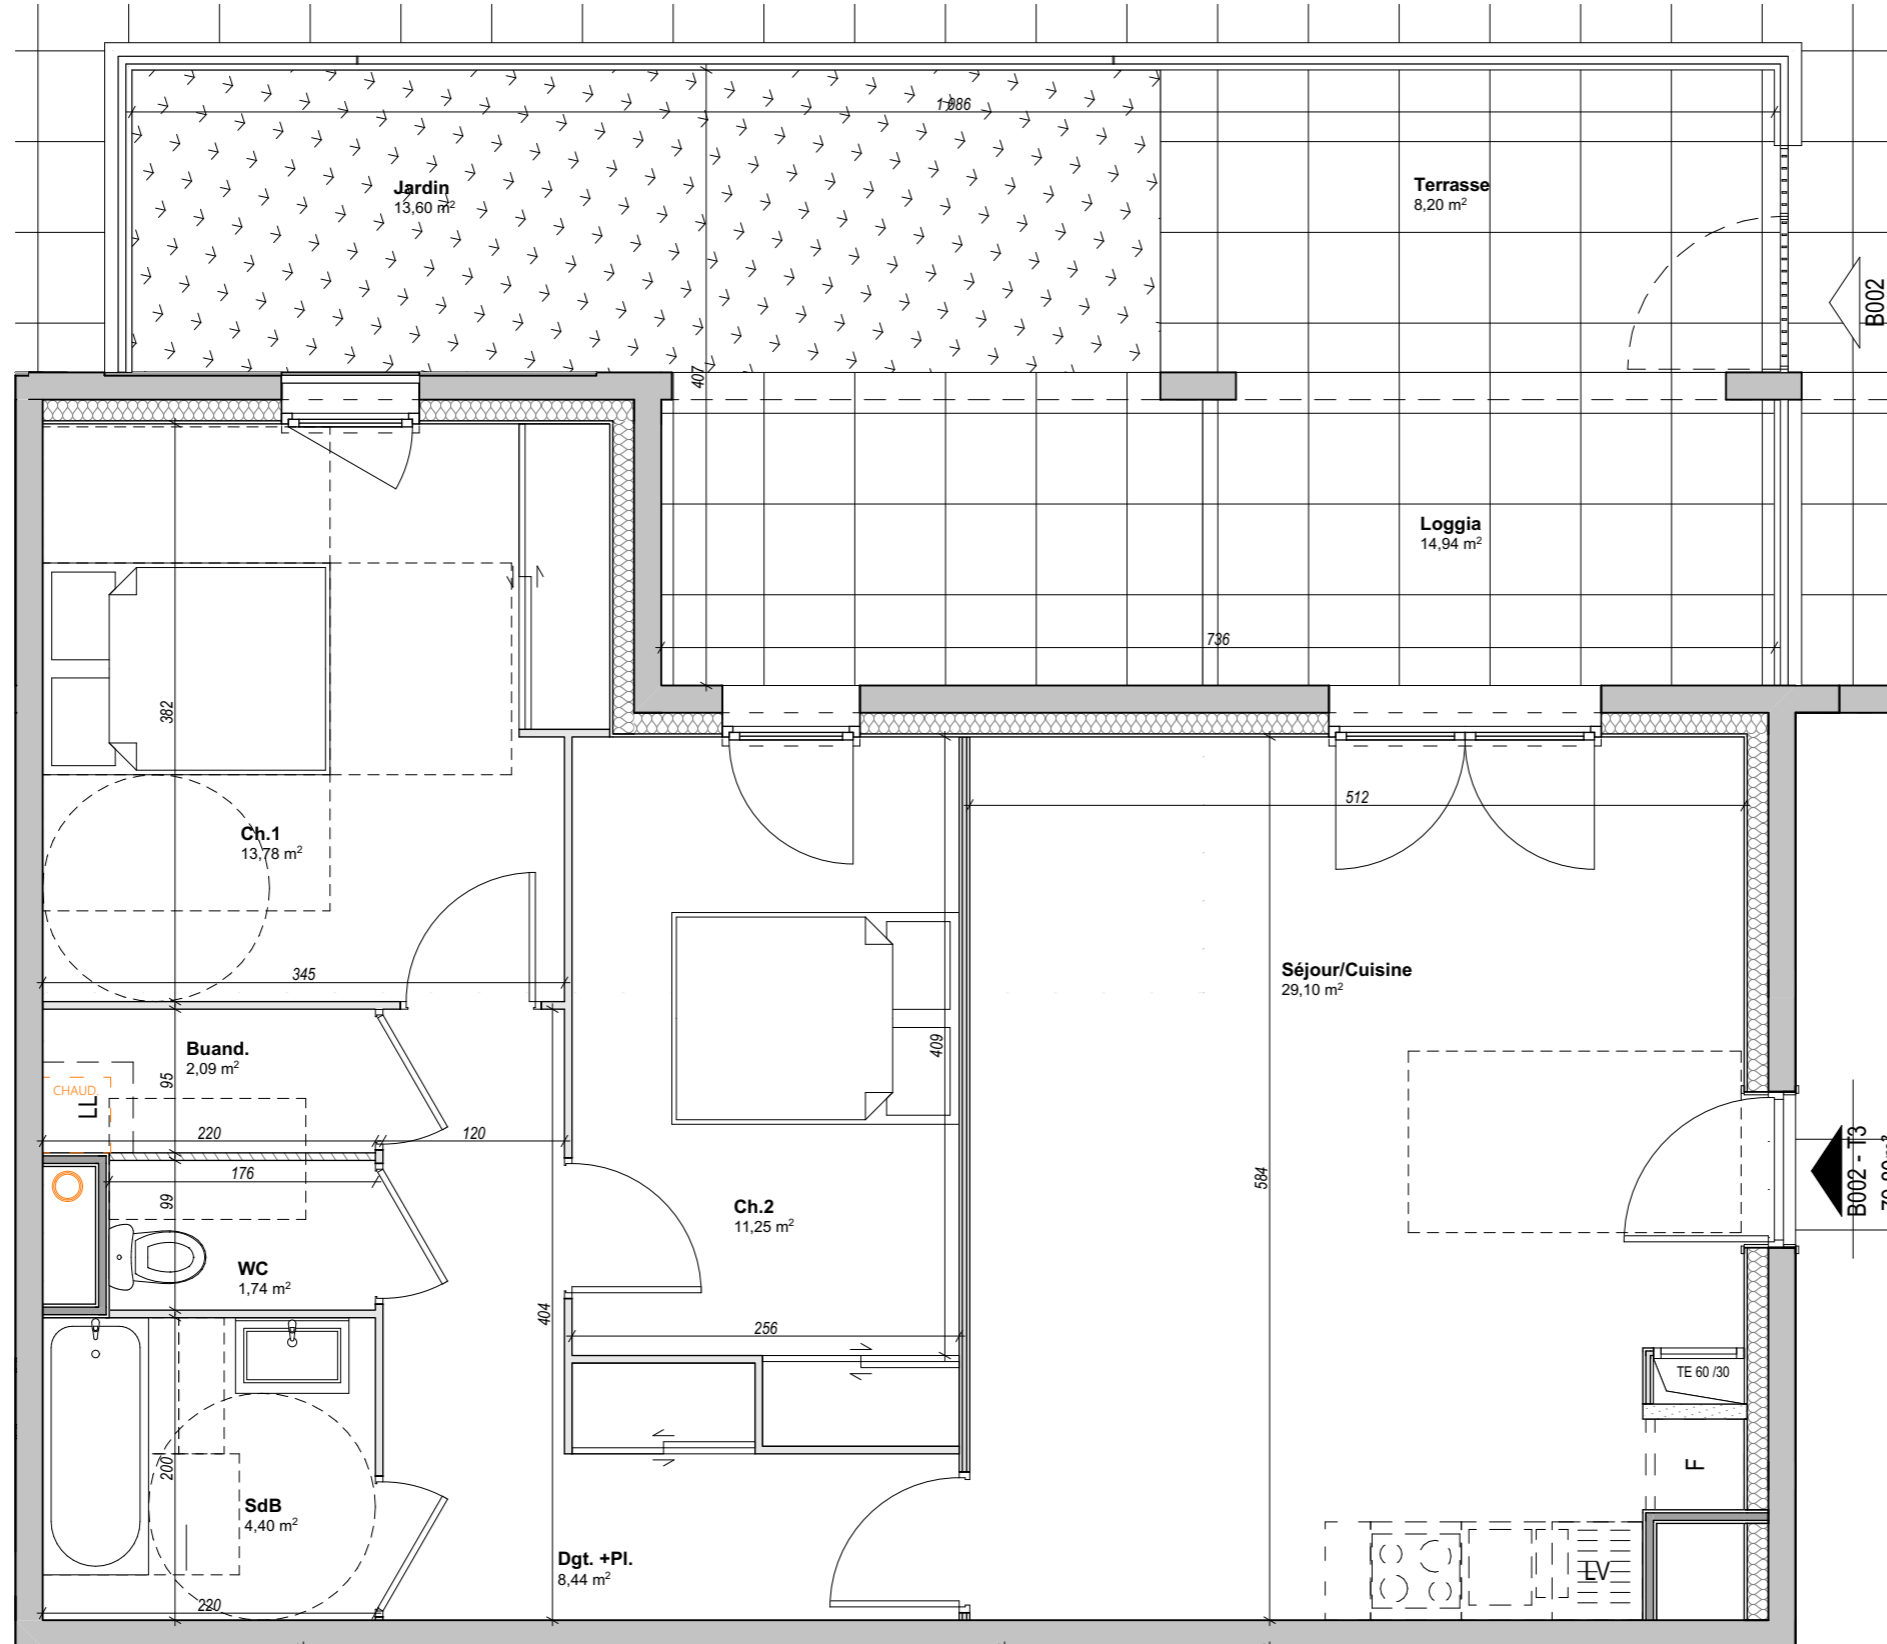 1 086
Jardin
13,60 m²
Terrasse
8,20 m²
B002
407
Loggia
14,94 m²
736
382
512
Ch.1
13,78 m²
345
Séjour/Cuisine
29,10 m²
Buand.
2,09 m²
409
95
CHAUD.
LL
220
120
176
99
584
B002 - T3
Ch.2
11,25 m²
WC
1,74 m²
404
256
TE 60 /30
F
200
SdB
4,40 m²
Dgt. +Pl.
8,44 m²
LV
220